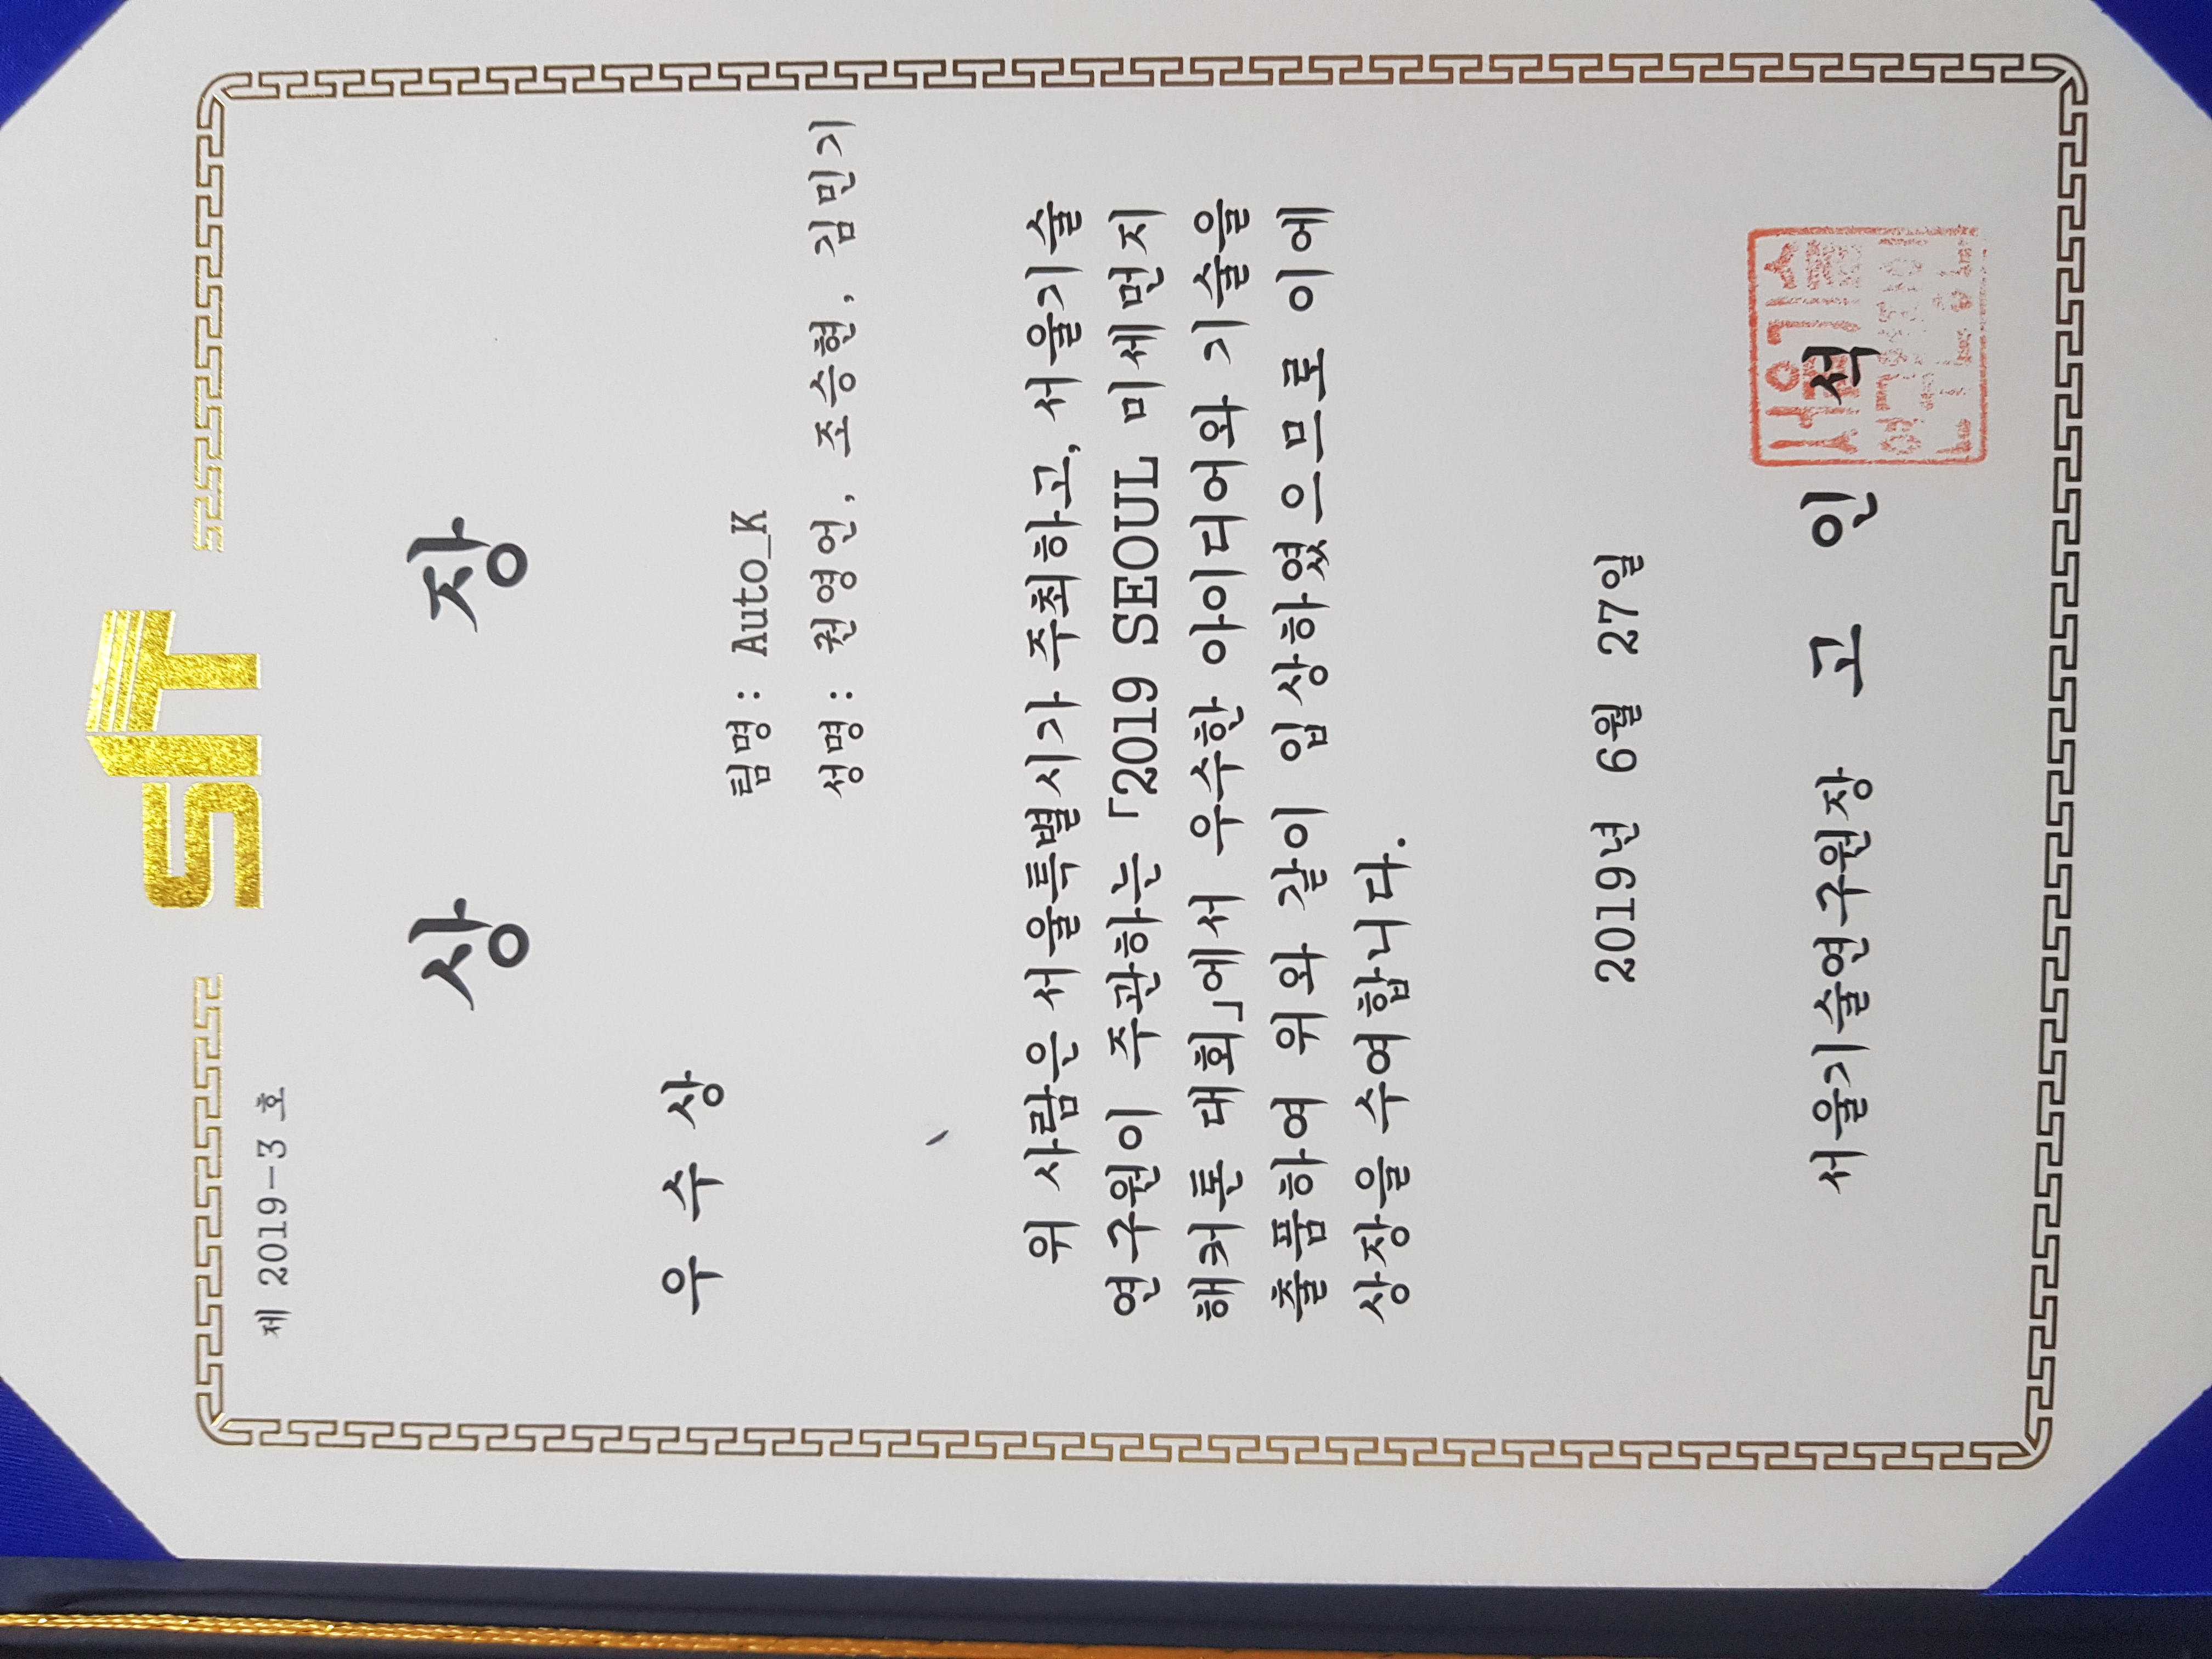 SIT
제 2019-3 호
상 장
우 수 상
팀명: Auto_K
성명: 권영언, 조승현, 김민기
위 사람은 서울특별시가 주최하고, 서울기술
연구원이 주관하는 「2019 SEOUL 미세먼지
해커톤 대회」에서 우수한 아이디어와 기술을
출품하여 위와 같이 입상하였으므로 이에
상장을 수여합니다.
2019년 6월 27일
서울기술연구원장 고 인 석
서울기술